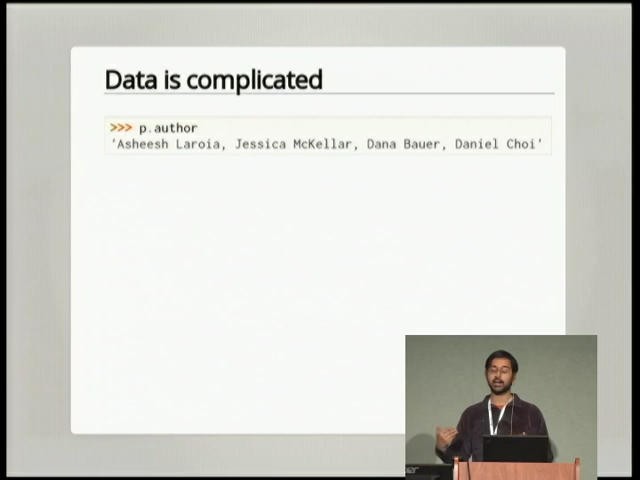 Data is complicated
>>> p.author
'Asheesh Laroia, Jessica McKellar, Dana Bauer, Daniel Choi'